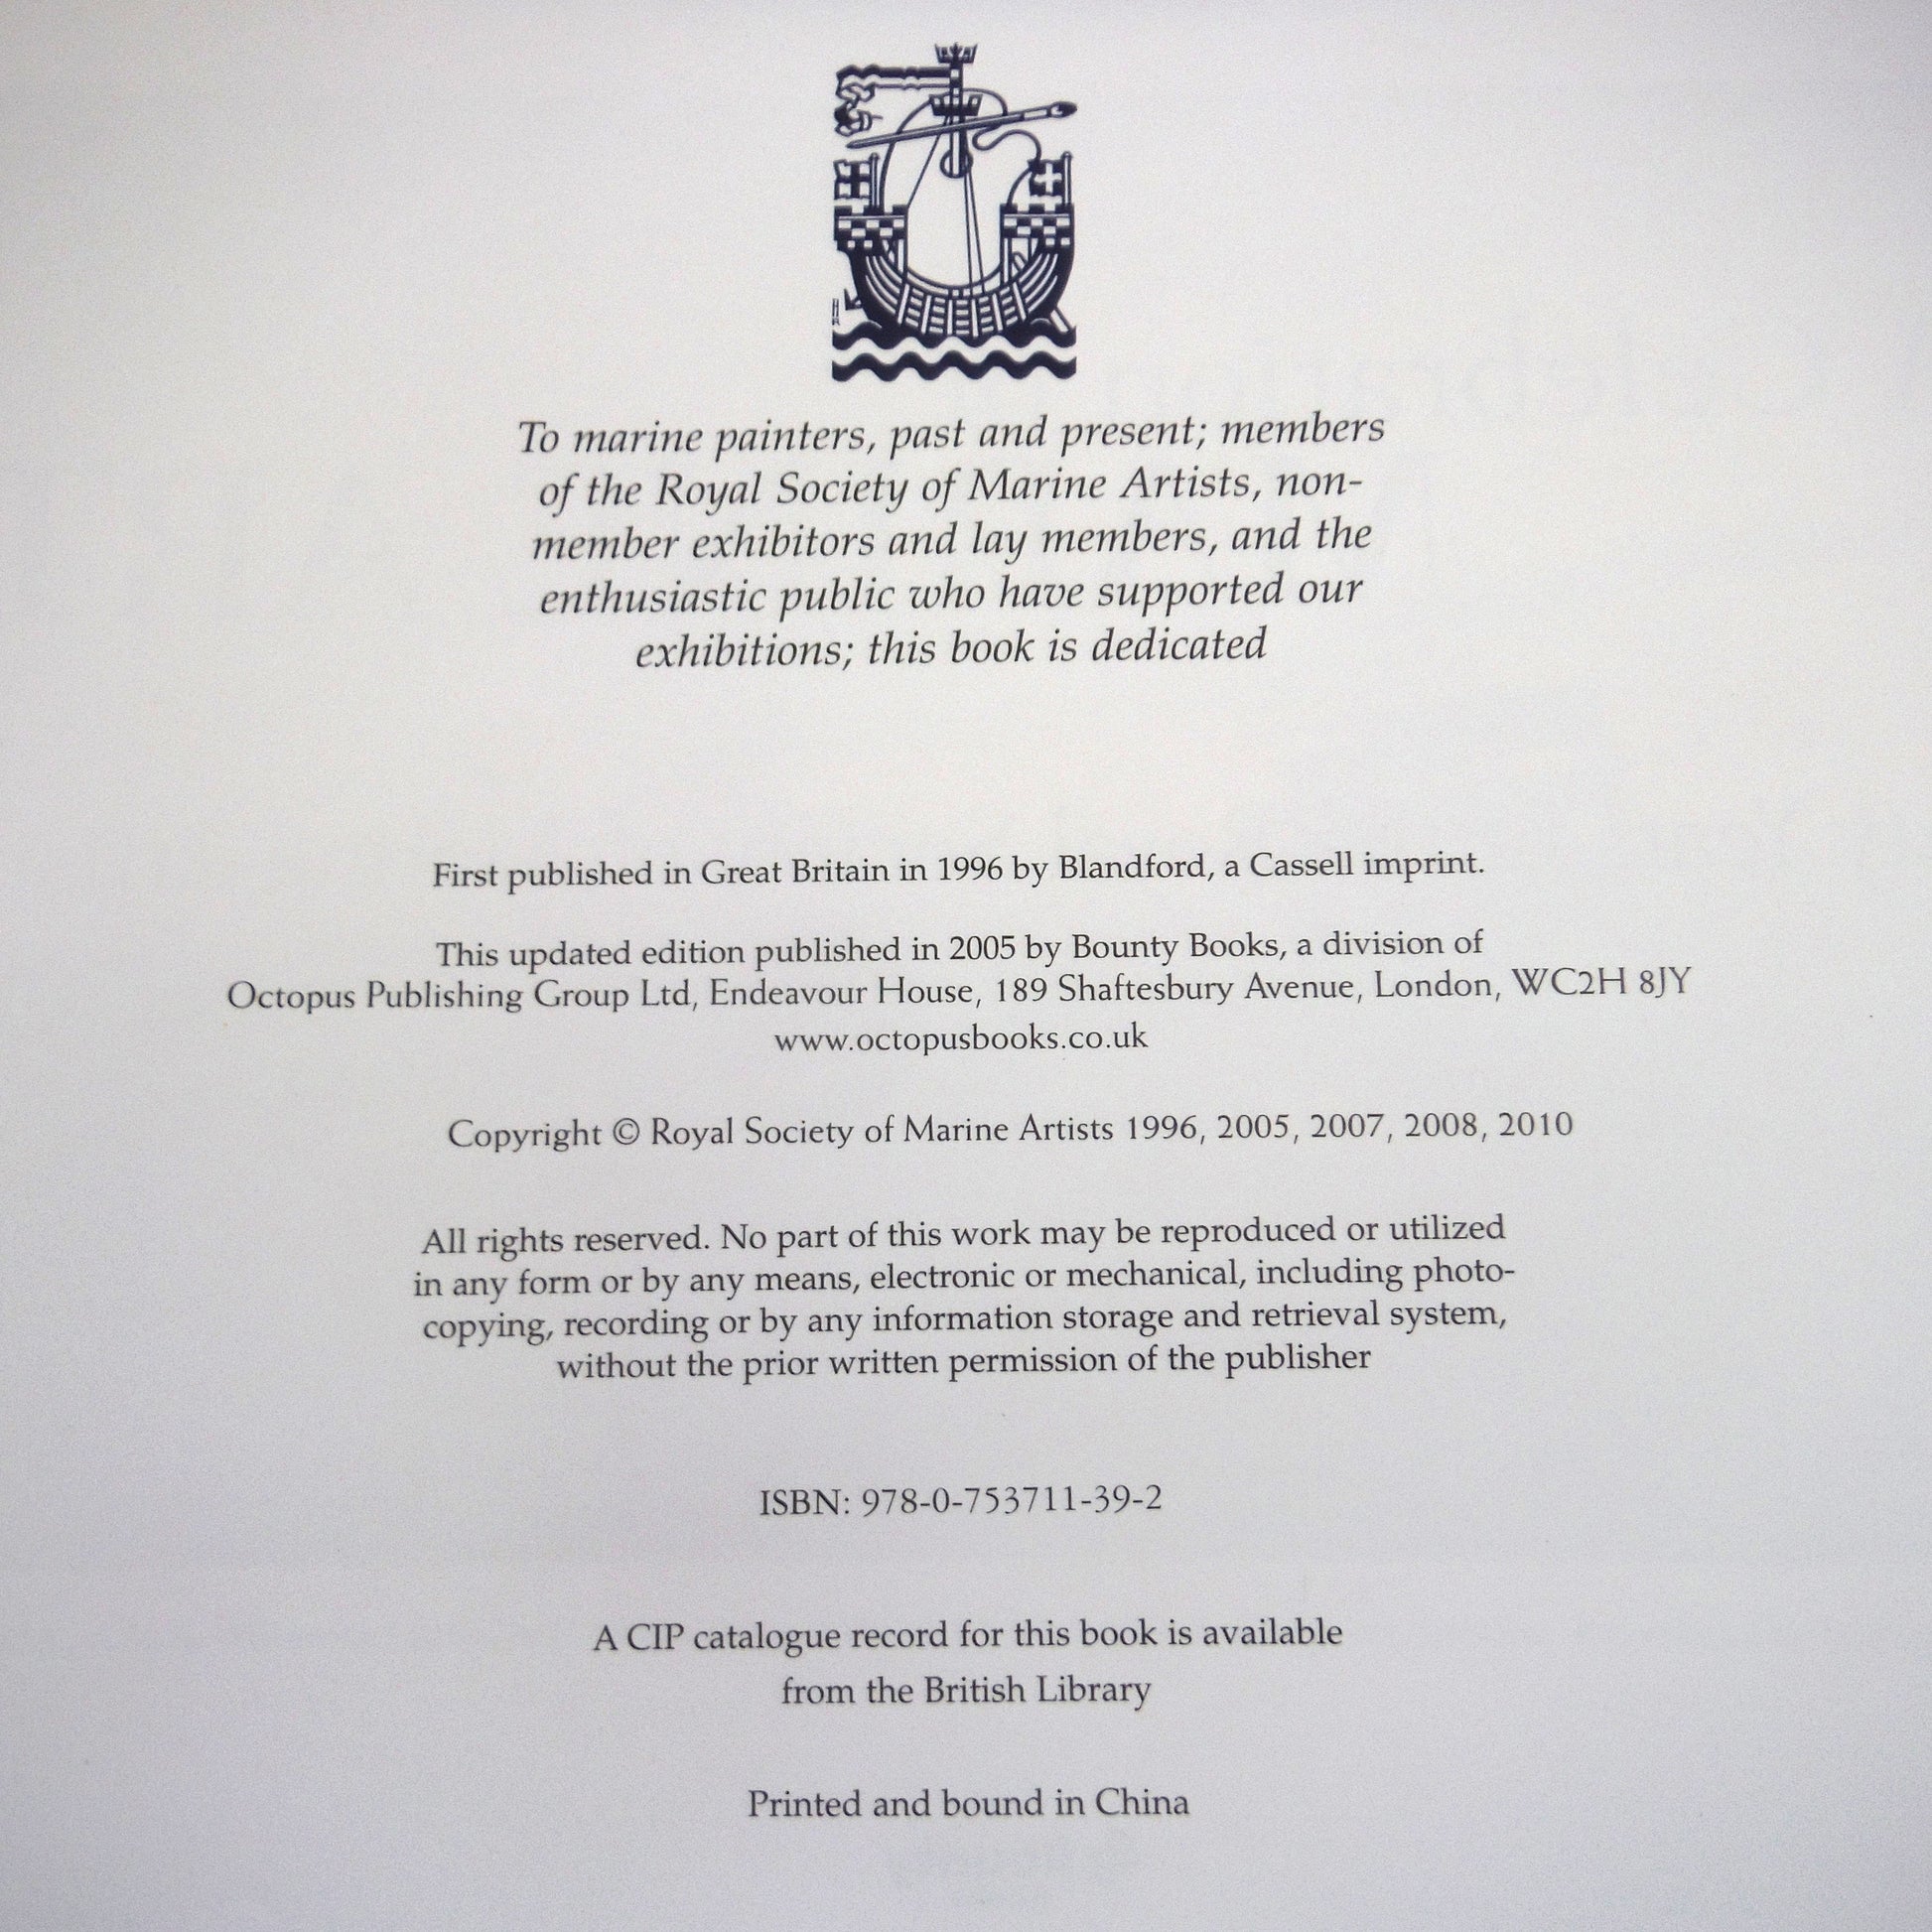 To marine painters, past and present; members
of the Royal Society of Marine Artists, non-
member exhibitors and lay members, and the
enthusiastic public who have supported our
exhibitions; this book is dedicated
First published in Great Britain in 1996 by Blandford, a Cassell imprint.
This updated edition published in 2005 by Bounty Books, a division of
Octopus Publishing Group Ltd, Endeavour House, 189 Shaftesbury Avenue, London, WC2H 8JY
www.octopusbooks.co.uk
Copyright © Royal Society of Marine Artists 1996, 2005, 2007, 2008, 2010
All rights reserved. No part of this work may be reproduced or utilized
in any form or by any means, electronic or mechanical, including photo-
copying, recording or by any information storage and retrieval system,
without the prior written permission of the publisher
ISBN: 978-0-753711-39-2
A CIP catalogue record for this book is available
from the British Library
Printed and bound in China